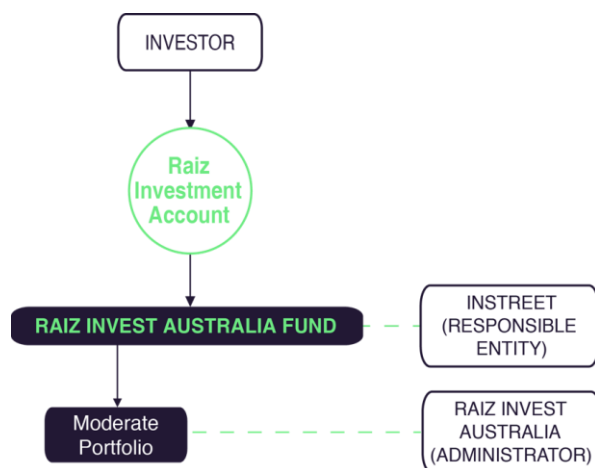 INVESTOR
Raiz
Investment
Account
RAIZ INVEST AUSTRALIA FUND
INSTREET
(RESPONSIBLE
ENTITY)
Moderate
Portfolio
RAIZ INVEST
AUSTRALIA
(ADMINISTRATOR)